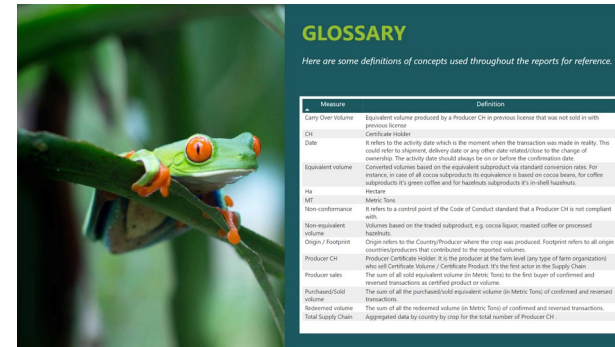 GLOSSARY
Here are some definitions of concepts used throughout the reports for reference.
Measure Definition
Carry Over Volume Equivalent volume produced by a Producer CH in previous license that was not sold in with
previous license
CH Certificate Holder
Date It refers to the activity date which is the moment when the transaction was made in reality. This
could refer to shipment, delivery date or any other date related/close to the change of
ownership. The activity date should always be on or before the confirmation date.
Equivalent volume Converted volumes based on the equivalent subproduct via standard conversion rates. For
instance, in case of all cocoa subproducts its equivalence is based on cocoa beans, for coffee
subproducts it's green coffee and for hazelnuts subproducts it's in-shell hazelnuts.
Ha Hectare
MT Metric Tons
Non-conformance It refers to a control point of the Code of Conduct standard that a Producer CH is not compliant
with.
Non-equivalent Volumes based on the traded subproduct, e.g. cocoa liquor, roasted coffee or processed
volume hazelnuts.
Origin / Footprint Origin refers to the Country/Producer where the crop was produced. Footprint refers to all origin
countries/producers that contributed to the reported volumes.
Producer CH Producer Certificate Holder. It is the producer at the farm level (any type of farm organization)
who sell Certificate Volume / Certificate Product. It's the first actor in the Supply Chain
Producer sales The sum of all sold equivalent volume (in Metric Tons) to the first buyer of confirmed and
reversed transactions as certified product or volume.
Purchased/Sold The sum of all the purchased/sold equivalent volume (in Metric Tons) of confirmed and reversed
volume transactions.
Redeemed volume The sum of all the redeemed volume (in Metric Tons) of confirmed and reversed transactions.
Total Supply Chain Aggregated data by country by crop for the total number of Producer CH .